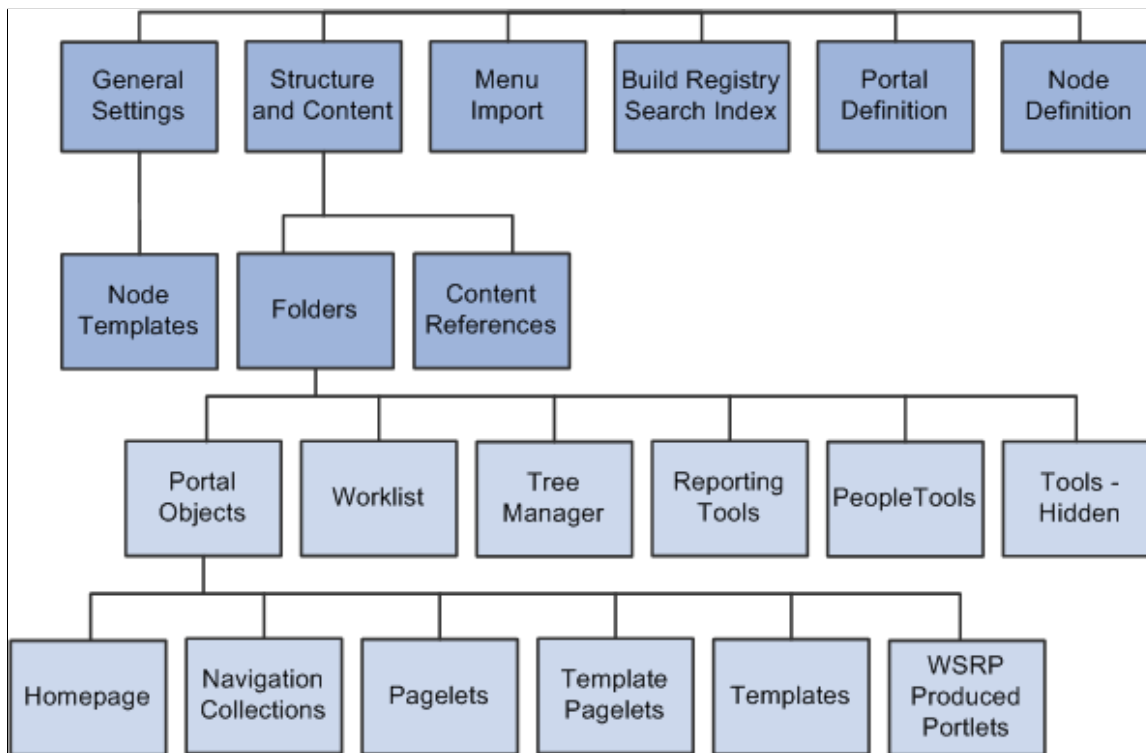 General
Settings
Structure
and Content
Menu
Import
Build Registry
Search Index
Portal
Definition
Node
Definition
Node
Templates
Folders
Content
References
Portal
Objects
Worklist
Tree
Manager
Reporting
Tools
PeopleTools
Tools -
Hidden
Homepage
Navigation
Collections
Pagelets
Template
Pagelets
Templates
WSRP
Produced
Portlets